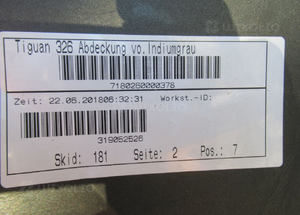 Tiguan 326 Abdeckung vo.Indiumgrau
7180260000378
Zeit: 22.06.201806:32:31 Workst.-ID:
319052526
Skid: 181 Seite: 2 Pos.: 7